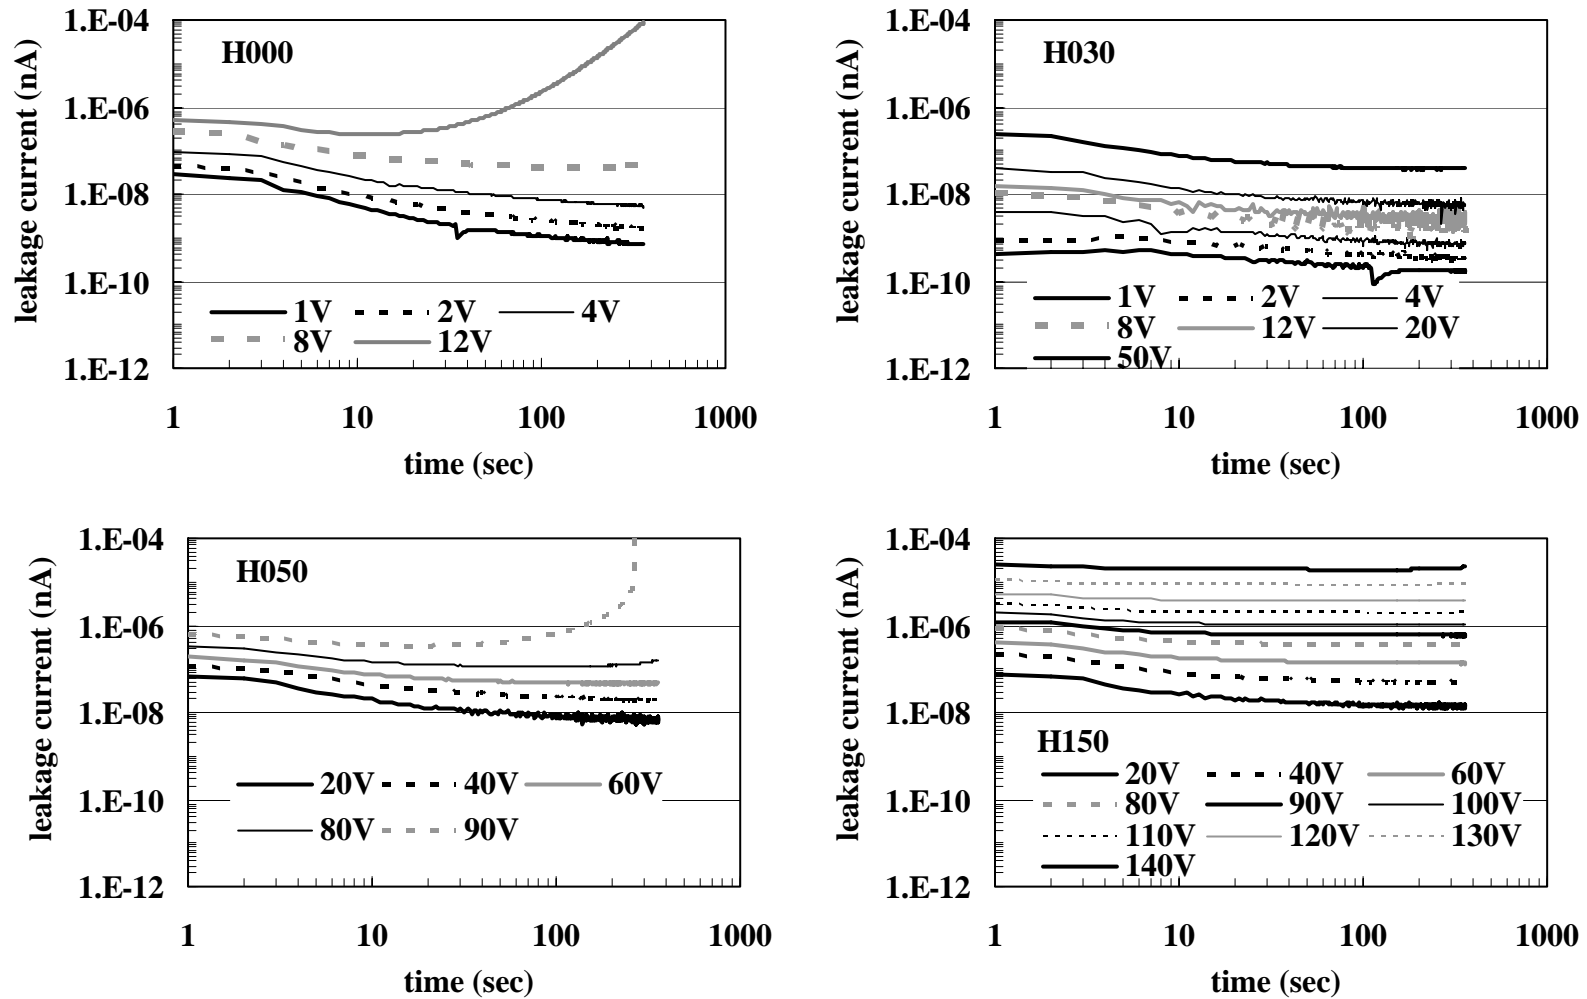 H000
leakage current (nA)
1.E-04
1.E-06
1.E-08
1.E-10
1.E-12
1V 2V 4V
8V 12V
1 10 100 1000
time (sec)
H030
leakage current (nA)
1.E-04
1.E-06
1.E-08
1.E-10
1.E-12
1V 2V 4V
8V 12V 20V
50V
1 10 100 1000
time (sec)
H050
leakage current (nA)
1.E-04
1.E-06
1.E-08
1.E-10
1.E-12
20V 40V 60V
80V 90V
1 10 100 1000
time (sec)
leakage current (nA)
1.E-04
1.E-06
1.E-08
1.E-10
1.E-12
H150
20V 40V 60V
80V 90V 100V
110V 120V 130V
140V
1 10 100 1000
time (sec)